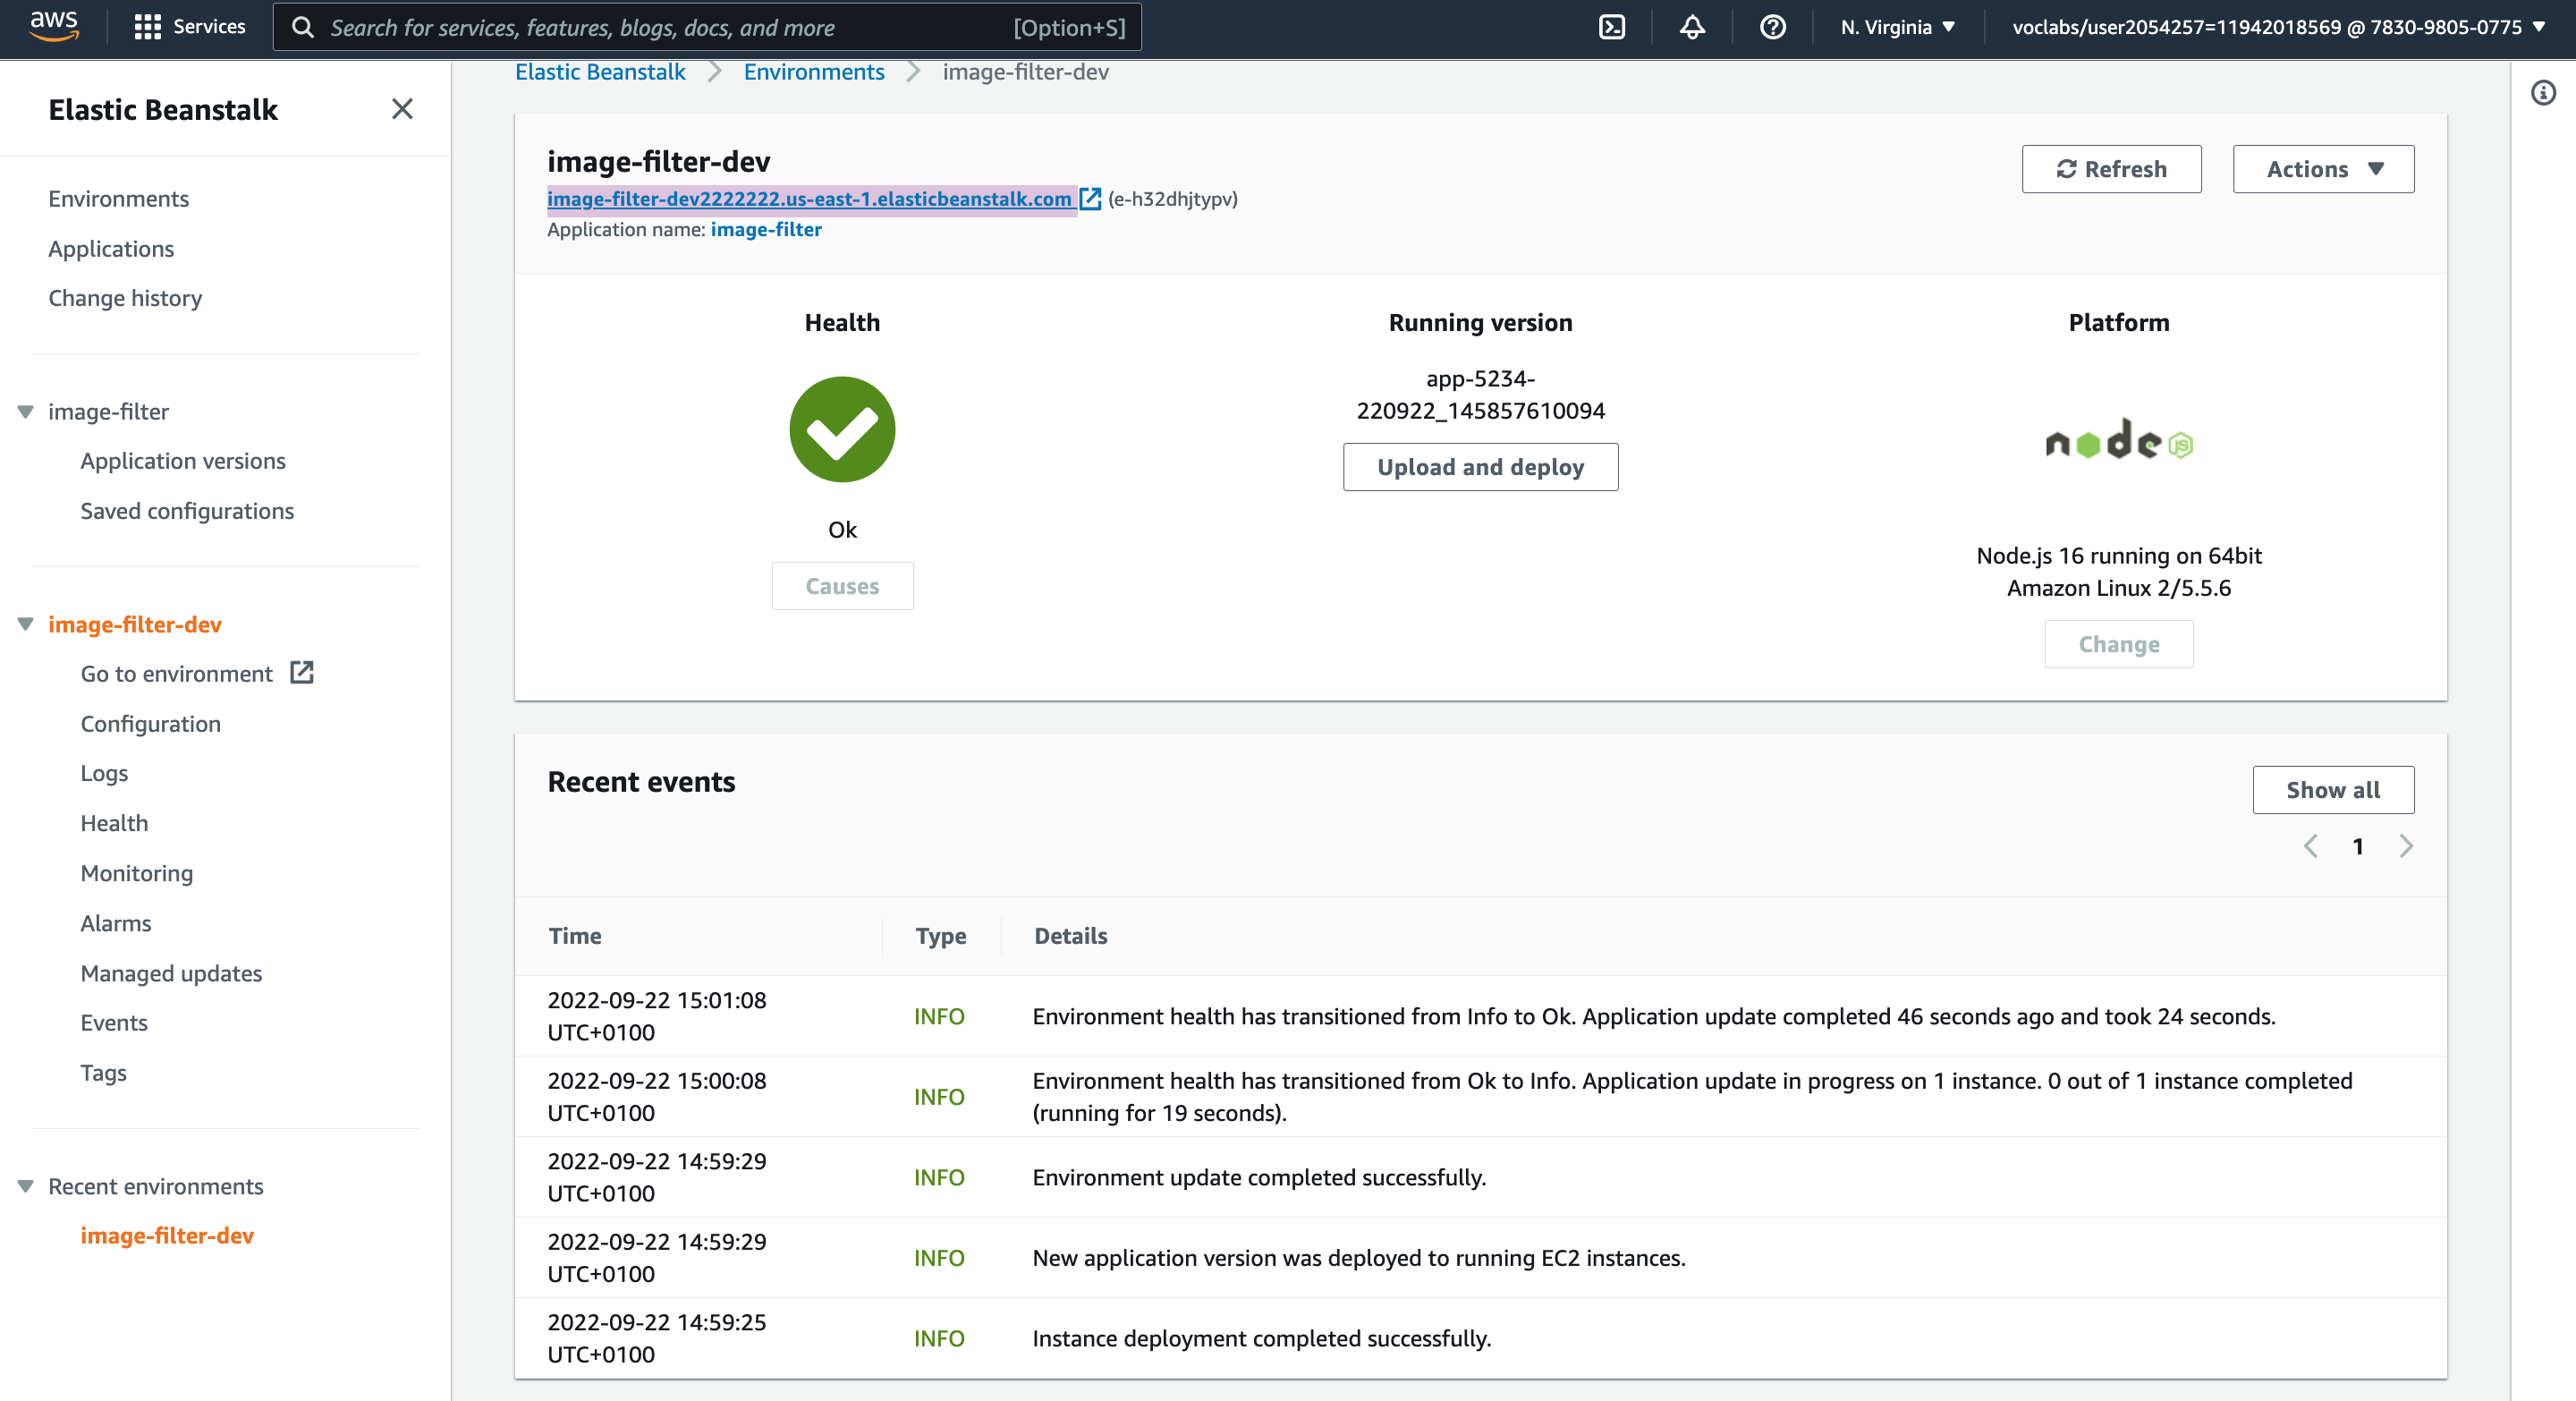 aws
Services
Search for services, features, blogs, docs, and more
[Option+S]
N. Virginia
voclabs/user2054257=11942018569 @ 7830-9805-0775
Elastic Beanstalk
Environments
Applications
Change history
image-filter
Application versions
Saved configurations
image-filter-dev
Go to environment
Configuration
Logs
Health
Monitoring
Alarms
Managed updates
Events
Tags
Recent environments
image-filter-dev
Elastic Beanstalk
Environments
image-filter-dev
image-filter-dev
image-filter-dev2222222.us-east-1.elasticbeanstalk.com (e-h32dhjtypv)
Application name: image-filter
Refresh
Actions
Health
Ok
Causes
Running version
app-5234-
220922_145857610094
Upload and deploy
Platform
node
JS
Node.js 16 running on 64bit
Amazon Linux 2/5.5.6
Change
Recent events
Show all
1
Time
Type
Details
2022-09-22 15:01:08
UTC+0100
INFO
Environment health has transitioned from Info to Ok. Application update completed 46 seconds ago and took 24 seconds.
2022-09-22 15:00:08
UTC+0100
INFO
Environment health has transitioned from Ok to Info. Application update in progress on 1 instance. 0 out of 1 instance completed
(running for 19 seconds).
2022-09-22 14:59:29
UTC+0100
INFO
Environment update completed successfully.
2022-09-22 14:59:29
UTC+0100
INFO
New application version was deployed to running EC2 instances.
2022-09-22 14:59:25
UTC+0100
INFO
Instance deployment completed successfully.